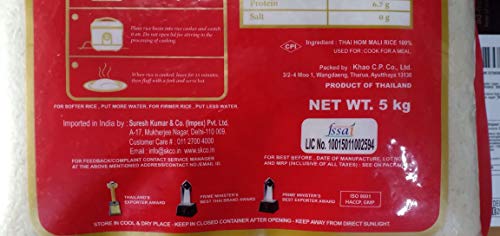 Place rice bowl into rice cooker and switch
it on. Do not open lid for stirring in the
processing of cooking.
When rice is cooked, leave for 15 minutes,
then fluff with a fork and serve hot.
FOR SOFTER RICE , PUT MORE WATER, FOR FIRMER RICE , PUT LESS WATER.
Imported in India by : Suresh Kumar & Co. (Impex) Pvt. Ltd.
A-17, Mukherjee Nagar, Delhi-110 009.
Customer Care # : 011 2700 4000
Email : info@skco.in www.skco.in
FOR FEEDBACK/COMPLAINT CONTACT SERVICE MANAGER
AT THE ABOVE MENTIONED ADDRESS/CONTACT NO./EMAIL ID.
Protein 6.2 g
Salt 0 g
CPI
Ingredient : THAI HOM MALI RICE 100%
USED FOR : COOK FOR A MEAL
Packed by : Khao C.P. Co., Ltd.
3/2-4 Moo 1, Wangdaeng, Tharua, Ayutthaya 13130
PRODUCT OF THAILAND
NET WT. 5 kg
fssai
LIC No. 10015011002594
FOR BEST BEFORE , DATE OF MANUFACTURE, LOT NO
AND MRP (INCLUSIVE OF ALL TAXES) - SEE ON PACKA
THAILAND'S
EXPORTER AWARD
PRIME MINISTER'S
BEST THAI BRAND AWARD
PRIME MINISTER'S
BEST EXPORTER AWARD
ISO 9001
HACCP, GMP
STORE IN COOL & DRY PLACE - KEEP IN CLOSED CONTAINER AFTER OPENING - KEEP AWAY FROM DIRECT SUNLIGHT.